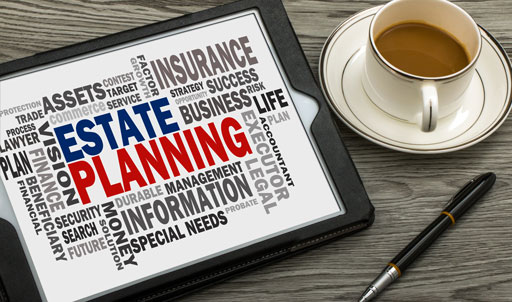 PROTECTION
ASSETS
CONTEST
GROWTH
FACTOR
INSURANCE
TRADE
commerce
TARGET
STRATEGY
SUCCESS
PROCESS
SERVICE
OPPORTUNITY
RISK
LAWYER
VISION
ESTATE
BUSINESS
LIFE
PLAN
FINANCE
PLANNING
EXECUTOR
PLAN
BENEFICIARY
FINANCIAL
DURABLE
MANAGEMENT
LEGAL
ACCOUNTANT
SECURITY
MONEY
INFORMATION
SEARCH
SOLUTION
PROBATE
FUTURE
SPECIAL NEEDS